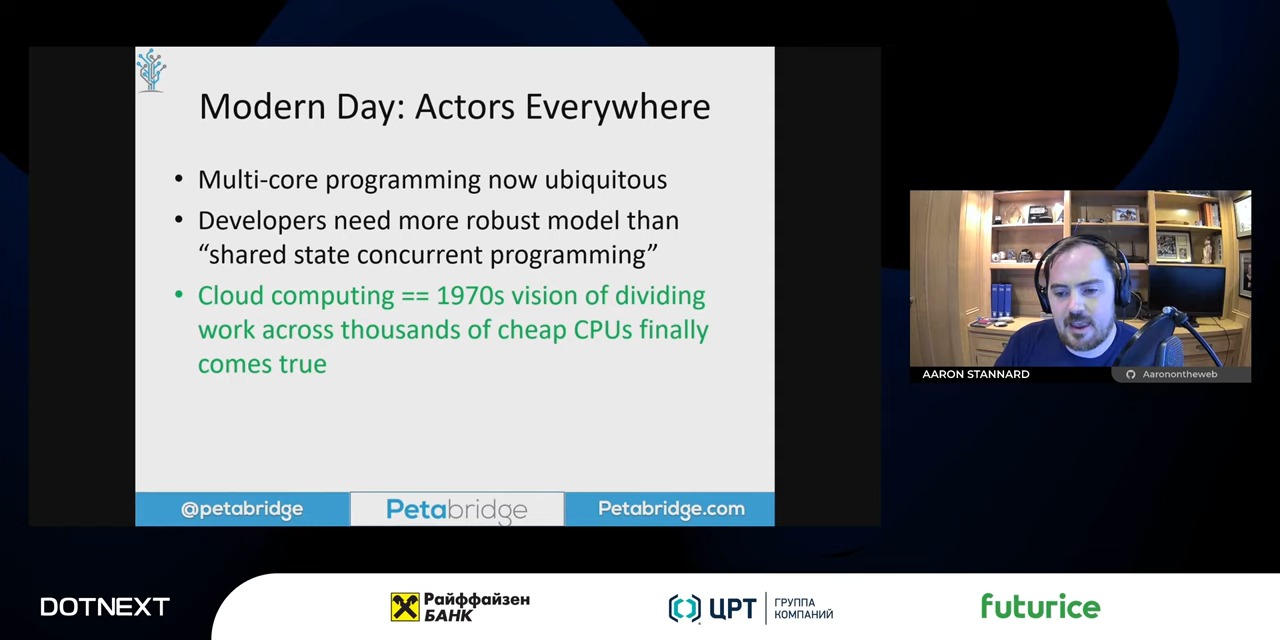 Modern Day: Actors Everywhere
• Multi-core programming now ubiquitous
• Developers need more robust model than
“shared state concurrent programming”
• Cloud computing == 1970s vision of dividing
work across thousands of cheap CPUs finally
comes true
@petabridge
Petabridge
Petabridge.com
AARON STANNARD
Aaronontheweb
DOTNEXT
Райффайзен
БАНК
ЦРТ
ГРУППА
КОМПАНИЙ
futurice